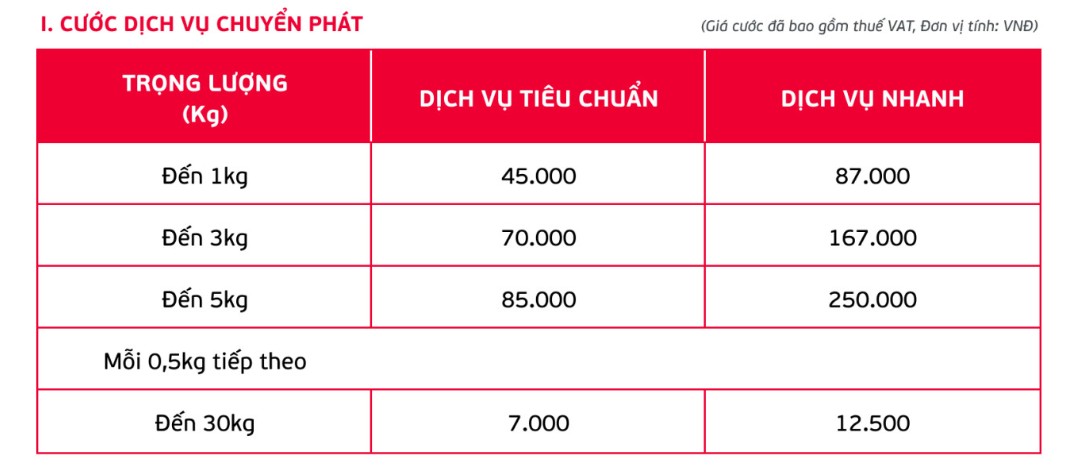 I. CƯỚC DỊCH VỤ CHUYỂN PHÁT
(Giá cước đã bao gồm thuế VAT, Đơn vị tính: VNĐ)
TRỌNG LƯỢNG
(Kg)
DỊCH VỤ TIÊU CHUẨN
DỊCH VỤ NHANH
Đến 1kg 45.000 87.000
Đến 3kg 70.000 167.000
Đến 5kg 85.000 250.000
Mỗi 0,5kg tiếp theo
Đến 30kg 7.000 12.500